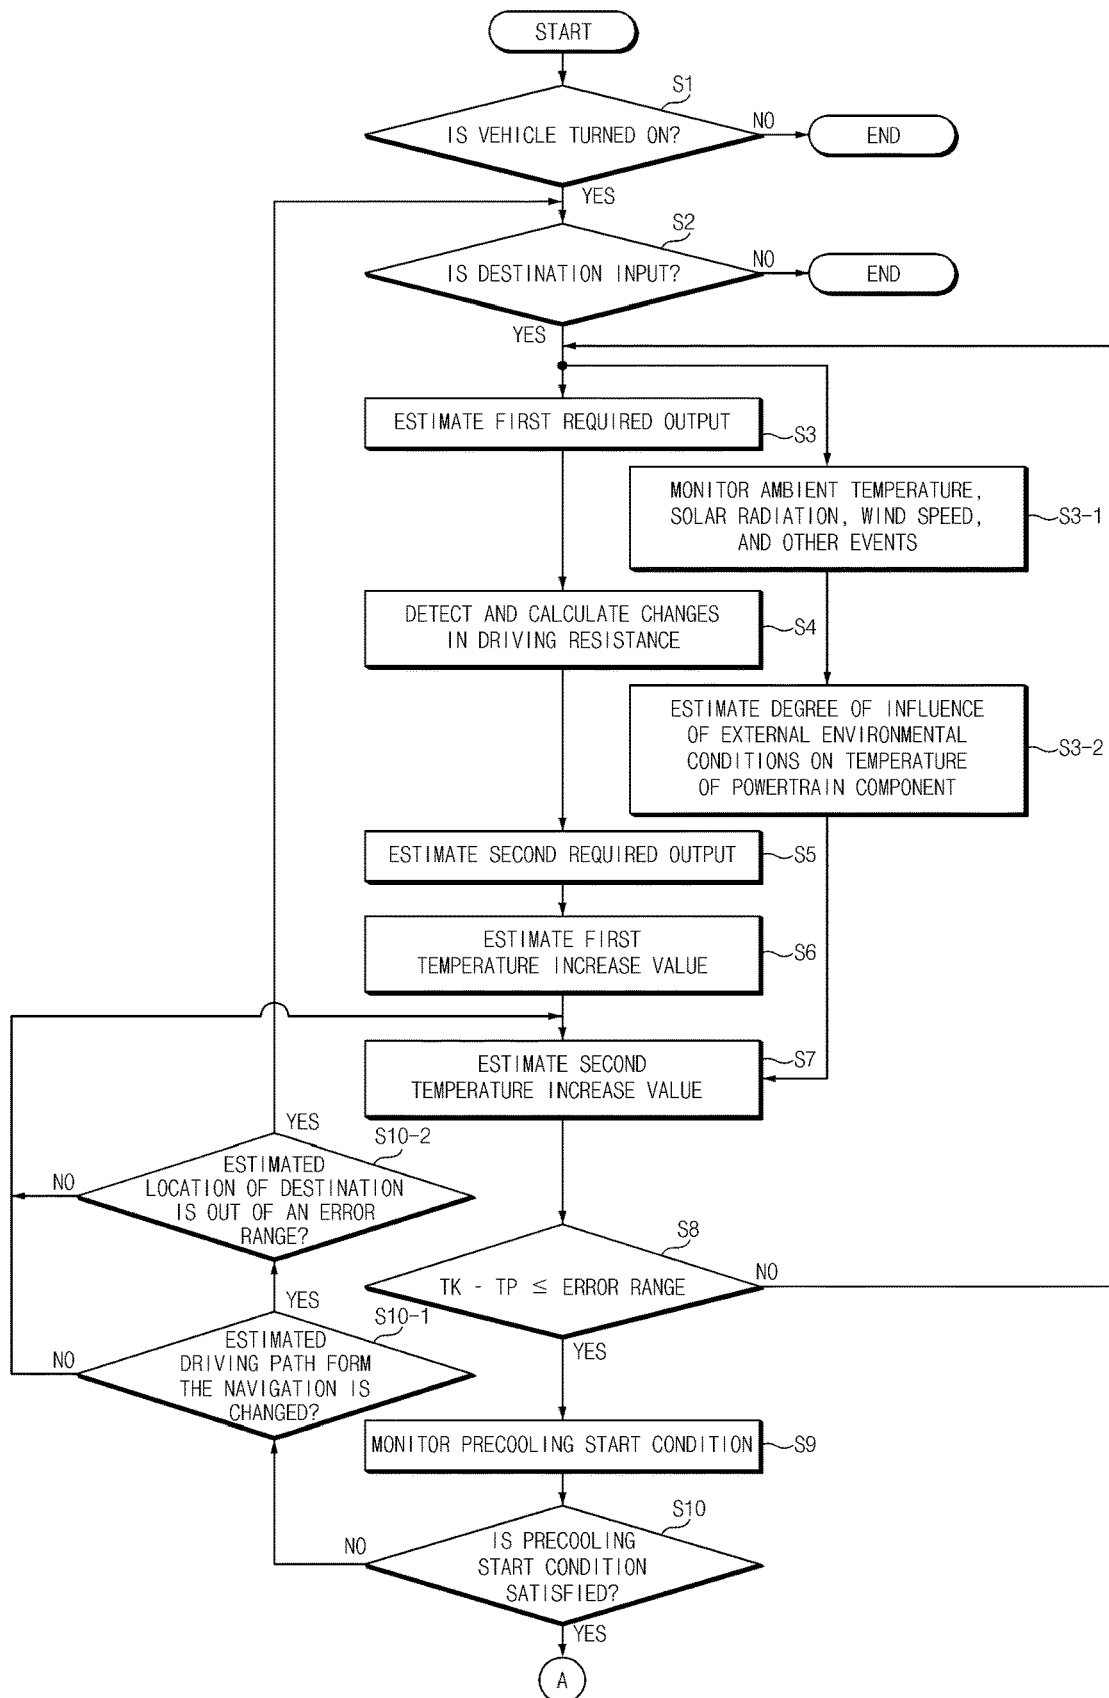 START
S1
IS VEHICLE TURNED ON?
NO
END
YES
S2
IS DESTINATION INPUT?
NO
END
YES
ESTIMATE FIRST REQUIRED OUTPUT
S3
MONITOR AMBIENT TEMPERATURE,
SOLAR RADIATION, WIND SPEED,
AND OTHER EVENTS
S3-1
DETECT AND CALCULATE CHANGES
IN DRIVING RESISTANCE
S4
ESTIMATE DEGREE OF INFLUENCE
OF EXTERNAL ENVIRONMENTAL
CONDITIONS ON TEMPERATURE
OF POWERTRAIN COMPONENT
S3-2
ESTIMATE SECOND REQUIRED OUTPUT
S5
ESTIMATE FIRST
TEMPERATURE INCREASE VALUE
S6
ESTIMATE SECOND
TEMPERATURE INCREASE VALUE
S7
YES
S10-2
ESTIMATED
LOCATION OF DESTINATION
IS OUT OF AN ERROR
RANGE?
NO
S8
TK - TP ≤ ERROR RANGE
NO
YES
YES
S10-1
ESTIMATED
DRIVING PATH FORM
THE NAVIGATION IS
CHANGED?
NO
MONITOR PRECOOLING START CONDITION
S9
S10
IS PRECOOLING
START CONDITION
SATISFIED?
NO
YES
A